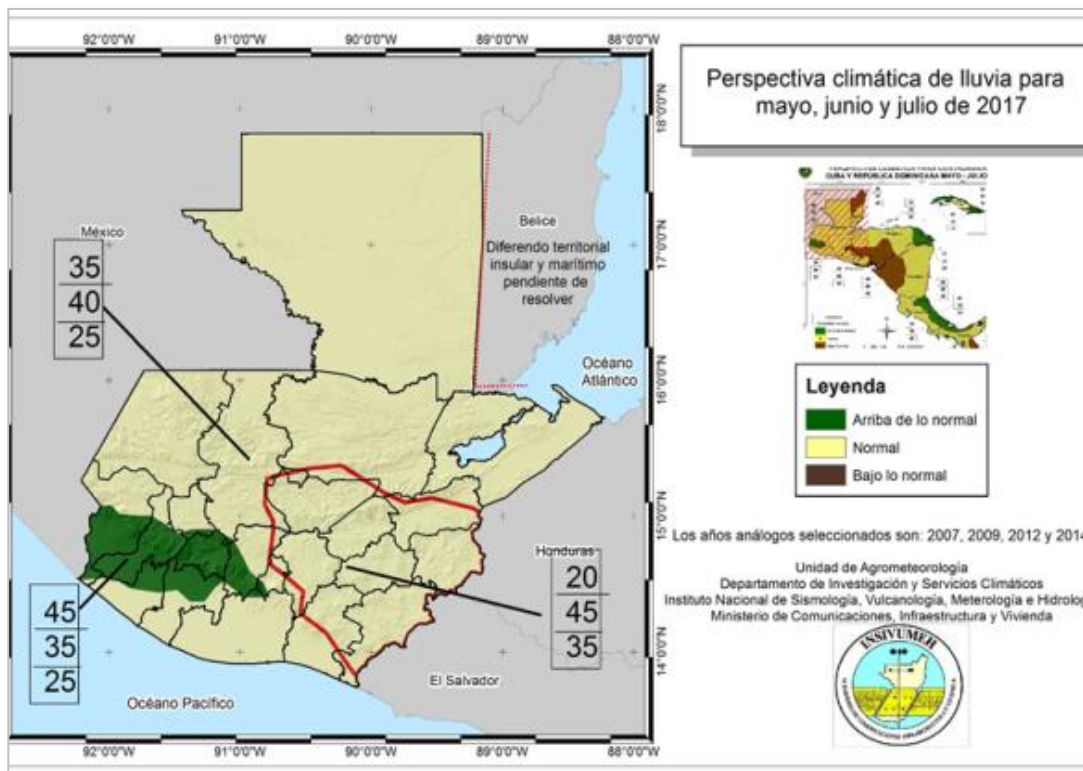 92°0'0"W
91°0'0"W
90°0'0"W
89°0'0"W
88°0'0"W
Perspectiva climática de lluvia para
mayo, junio y julio de 2017
CUBA Y REPÚBLICA DOMINICANA MAYO - JULIO
18°0'0"N
17°0'0"N
16°0'0"N
15°0'0"N
14°0'0"N
México
Belice
Diferendo territorial
insular y marítimo
pendiente de
resolver
35
40
25
Océano
Atlántico
Leyenda
Arriba de lo normal
Normal
Bajo lo normal
Honduras
20
45
35
45
35
25
El Salvador
Océano Pacífico
Los años análogos seleccionados son: 2007, 2009, 2012 y 2014
Unidad de Agrometeorología
Departamento de Investigación y Servicios Climáticos
Instituto Nacional de Sismología, Vulcanología, Meterología e Hidrolog
Ministerio de Comunicaciones, Infraestructura y Vivienda
92°0'0"W
91°0'0"W
90°0'0"W
89°0'0"W
88°0'0"W